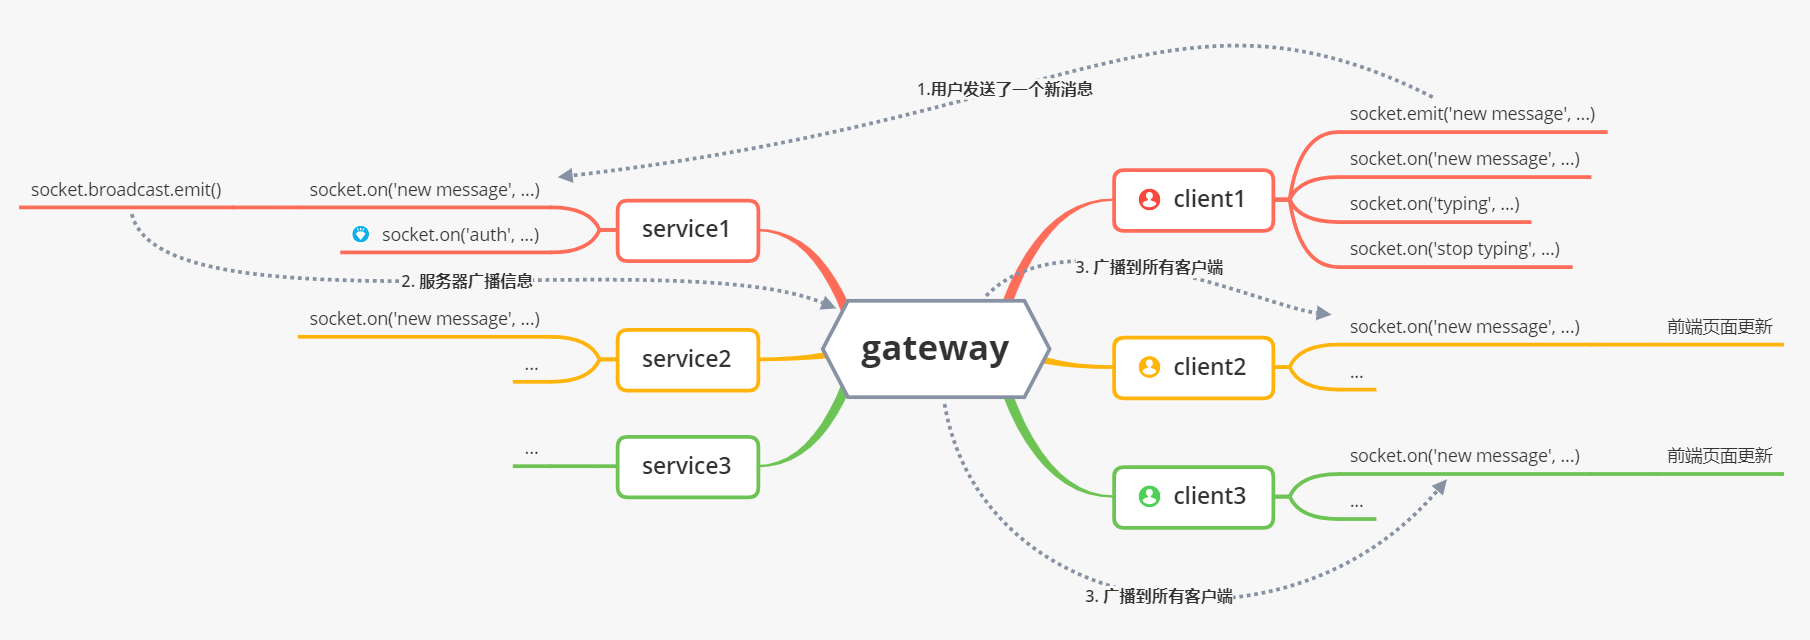 1.用户发送了一个新消息
socket.emit('new message', ...)
socket.on('new message', ...)
socket.on('typing', ...)
socket.on('stop typing', ...)
client1
socket.broadcast.emit()
socket.on('new message', ...)
socket.on('auth', ...)
service1
2. 服务器广播信息
3. 广播到所有客户端
socket.on('new message', ...)
...
service2
gateway
client2
socket.on('new message', ...)
前端页面更新
...
...
service3
client3
socket.on('new message', ...)
前端页面更新
...
3. 广播到所有客户端